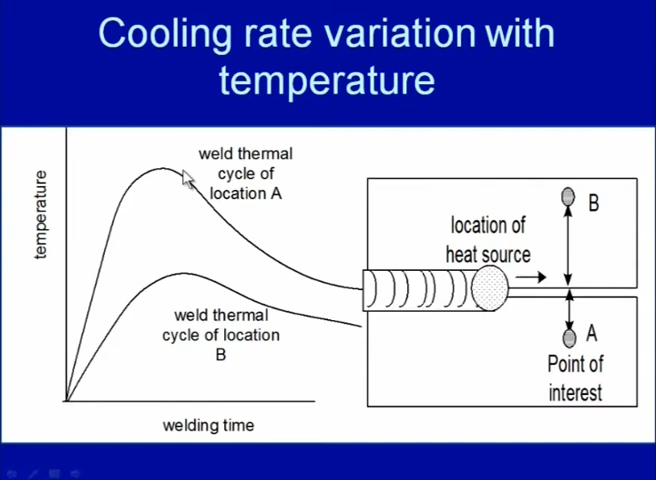 Cooling rate variation with
temperature
temperature
weld thermal
cycle of
location A
weld thermal
cycle of location
B
welding time
location of
heat source
B
A
Point of
interest